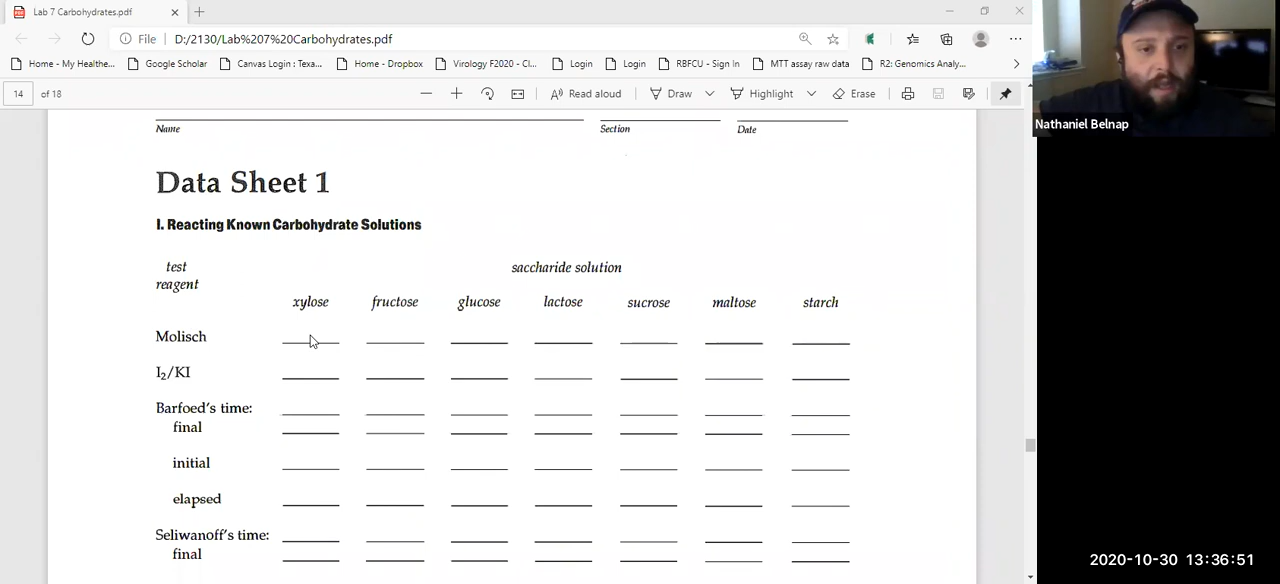 Lab 7 Carbohydrates.pdf
File D:/2130/Lab%207%20Carbohydrates.pdf
Home - My Healthe... Google Scholar Canvas Login : Texa... Home - Dropbox Virology F2020 - Cl... Login Login RBFCU - Sign In MTT assay raw data R2: Genomics Analy...
14 of 18 Read aloud Draw Highlight Erase
Name Section Date
Data Sheet 1
I. Reacting Known Carbohydrate Solutions
test saccharide solution
reagent
xylose fructose glucose lactose sucrose maltose starch
Molisch
I₂/KI
Barfoed's time:
final
initial
elapsed
Seliwanoff's time:
final
Nathaniel Belnap
2020-10-30 13:36:51